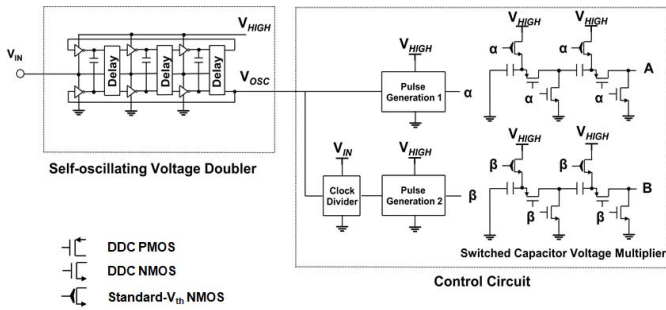 V_HIGH
V_IN
Delay
Delay
Delay
V_OSC
Self-oscillating Voltage Doubler
V_HIGH
Pulse
Generation 1
α
V_HIGH
V_HIGH
α
α
A
α
α
V_IN
V_HIGH
Clock
Divider
Pulse
Generation 2
β
V_HIGH
V_HIGH
β
β
B
β
β
Switched Capacitor Voltage Multiplier
Control Circuit
DDC PMOS
DDC NMOS
Standard-V_th NMOS